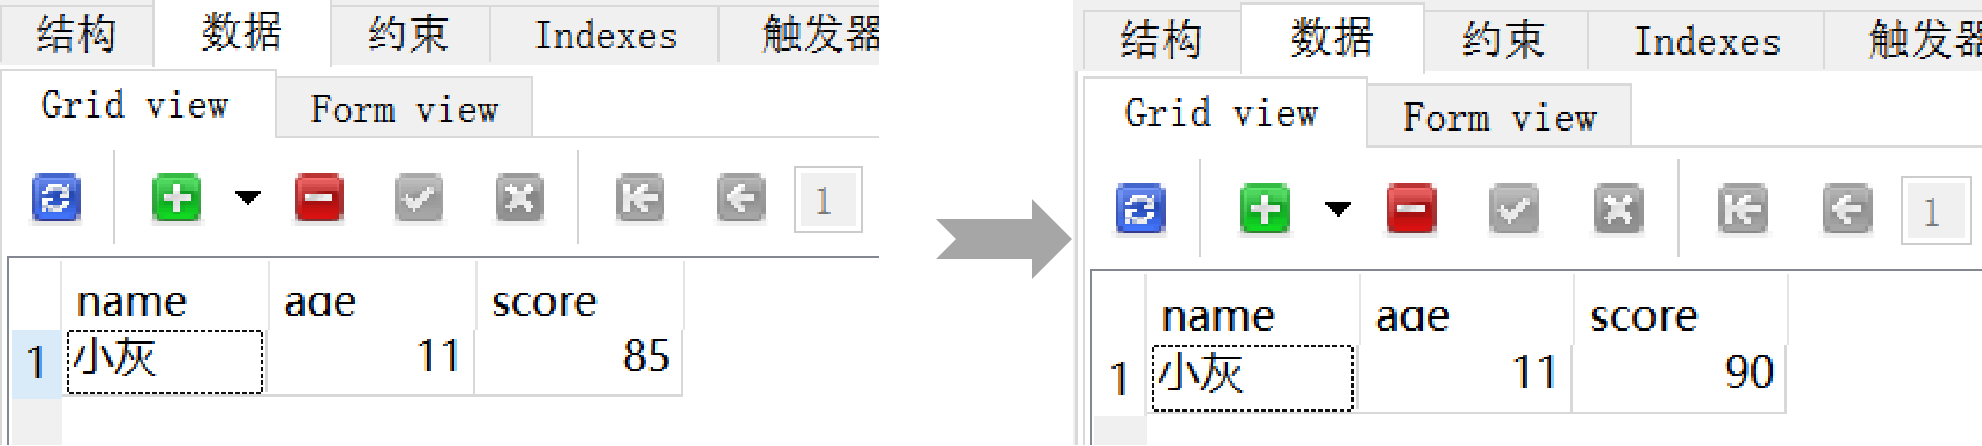 结构 数据 约束 Indexes 触发器
Grid view Form view
1
name age score
1 小灰 11 85
结构 数据 约束 Indexes 触发器
Grid view Form view
1
name age score
1 小灰 11 90